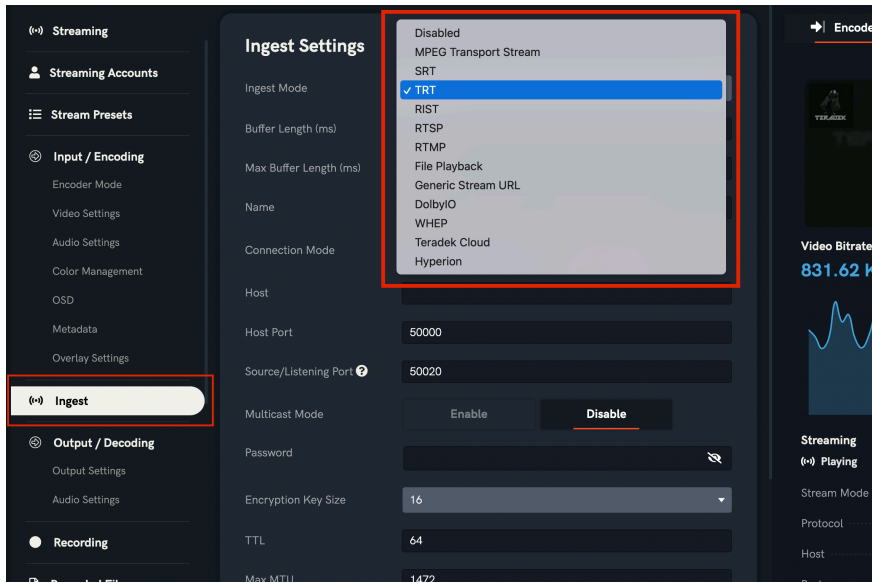 Streaming
Streaming Accounts
Stream Presets
Input / Encoding
Encoder Mode
Video Settings
Audio Settings
Color Management
OSD
Metadata
Overlay Settings
Ingest
Output / Decoding
Output Settings
Audio Settings
Recording
Ingest Settings
Ingest Mode
Disabled
MPEG Transport Stream
SRT
✓ TRT
RIST
RTSP
RTMP
File Playback
Generic Stream URL
DolbyIO
WHEP
Teradek Cloud
Hyperion
Buffer Length (ms)
Max Buffer Length (ms)
Name
Connection Mode
Host
Host Port
50000
Source/Listening Port ?
50020
Multicast Mode
Enable
Disable
Password
Encryption Key Size
16
TTL
64
Max MTU
1472
Encode
TERADEK
Video Bitrate
831.62 K
Streaming
Playing
Stream Mode
Protocol
Host